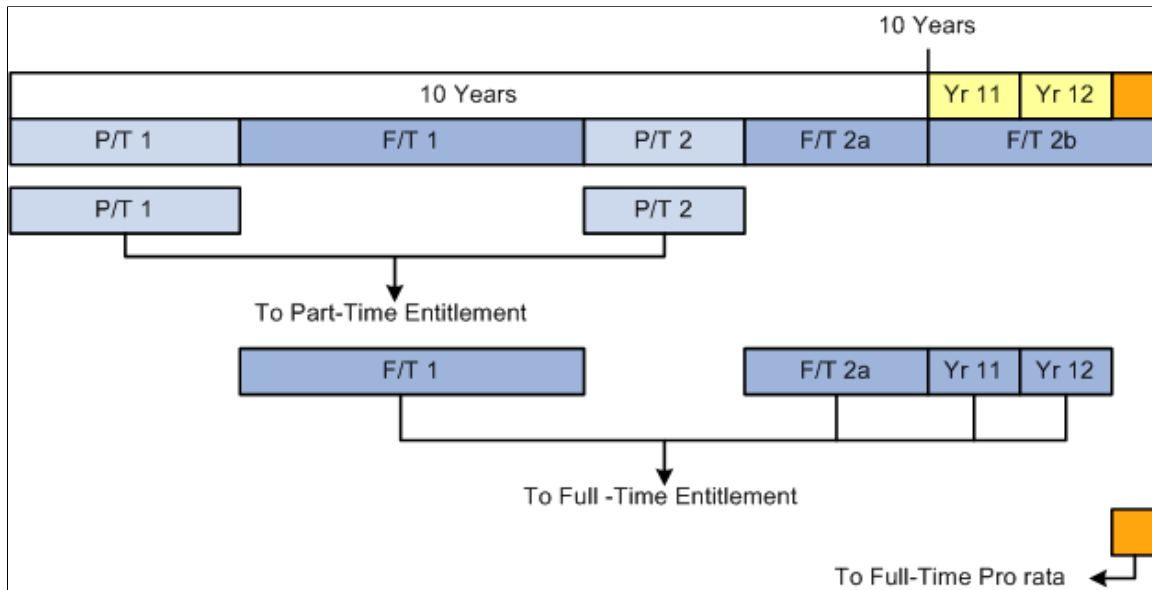 10 Years
10 Years Yr 11 Yr 12
P/T 1 F/T 1 P/T 2 F/T 2a F/T 2b
P/T 1 P/T 2
To Part-Time Entitlement
F/T 1 F/T 2a Yr 11 Yr 12
To Full -Time Entitlement
To Full-Time Pro rata